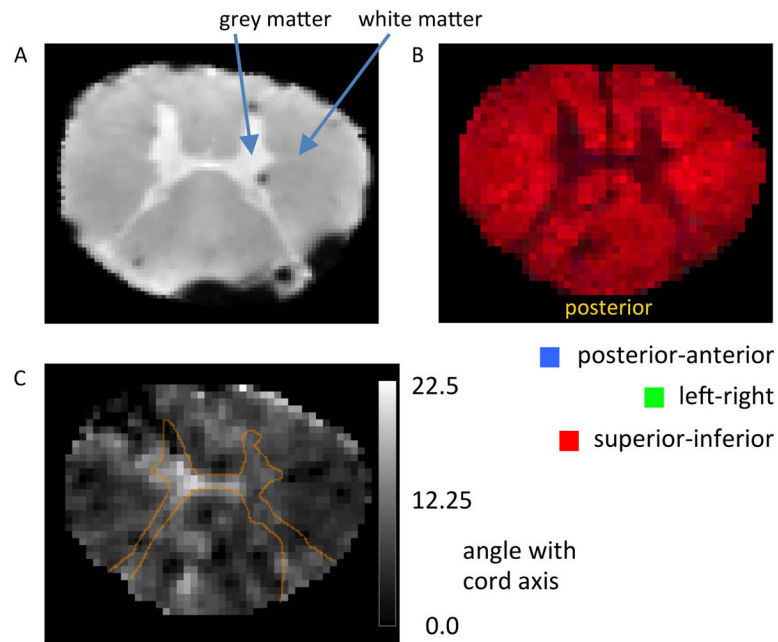 grey matter
white matter
A
B
posterior
posterior-anterior
left-right
superior-inferior
C
22.5
12.25
angle with
cord axis
0.0